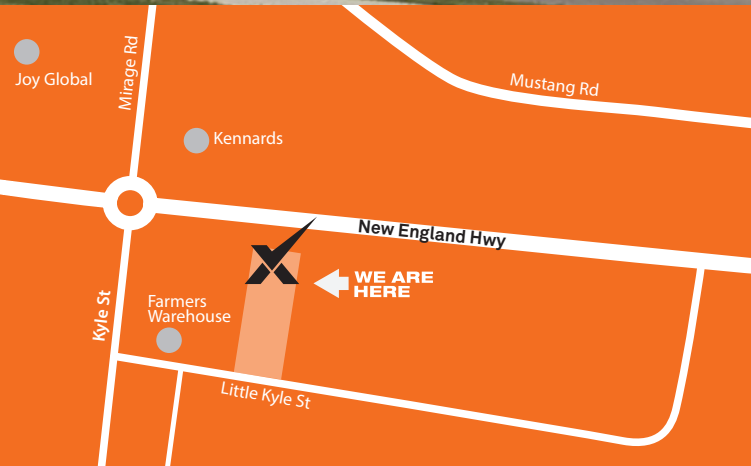 Joy Global
Mirage Rd
Mustang Rd
Kennards
New England Hwy
WE ARE
HERE
Kyle St
Farmers
Warehouse
Little Kyle St